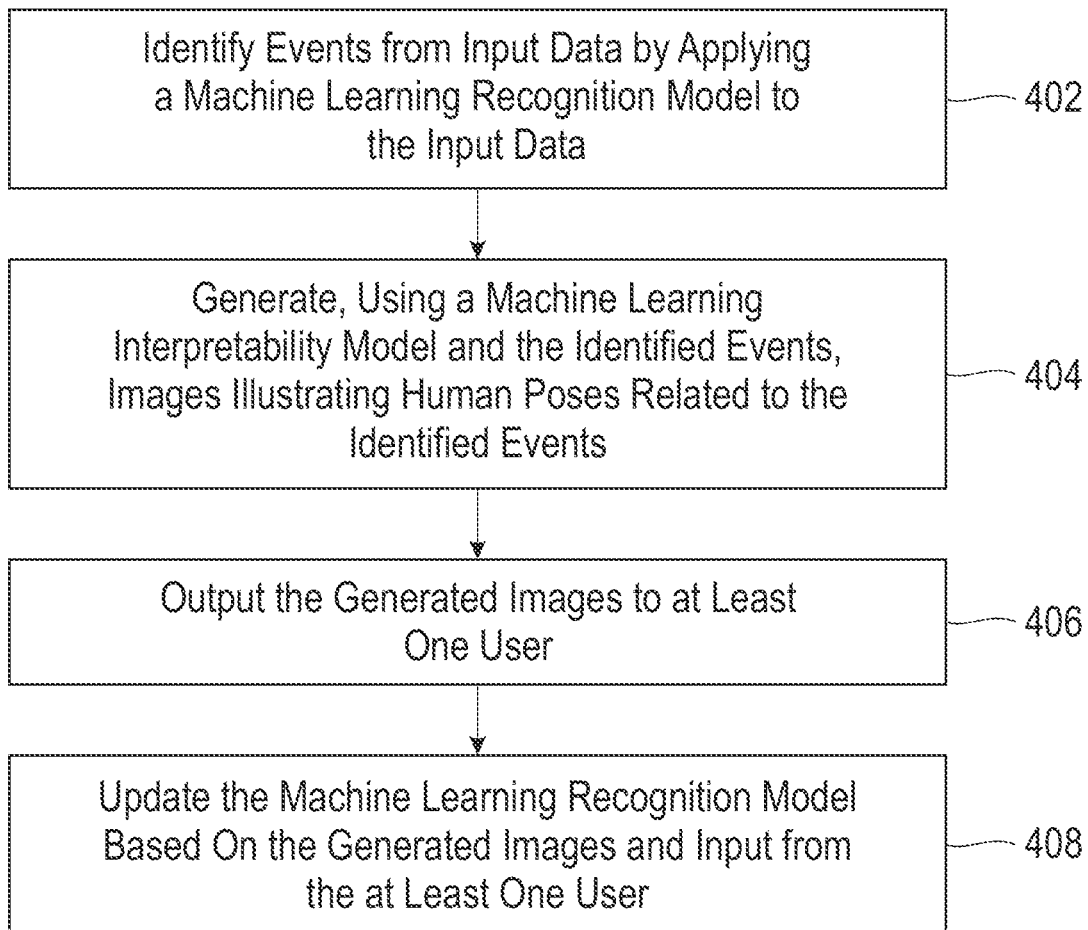 Identify Events from Input Data by Applying
a Machine Learning Recognition Model to
the Input Data
402
Generate, Using a Machine Learning
Interpretability Model and the Identified Events,
Images Illustrating Human Poses Related to the
Identified Events
404
Output the Generated Images to at Least
One User
406
Update the Machine Learning Recognition Model
Based On the Generated Images and Input from
the at Least One User
408